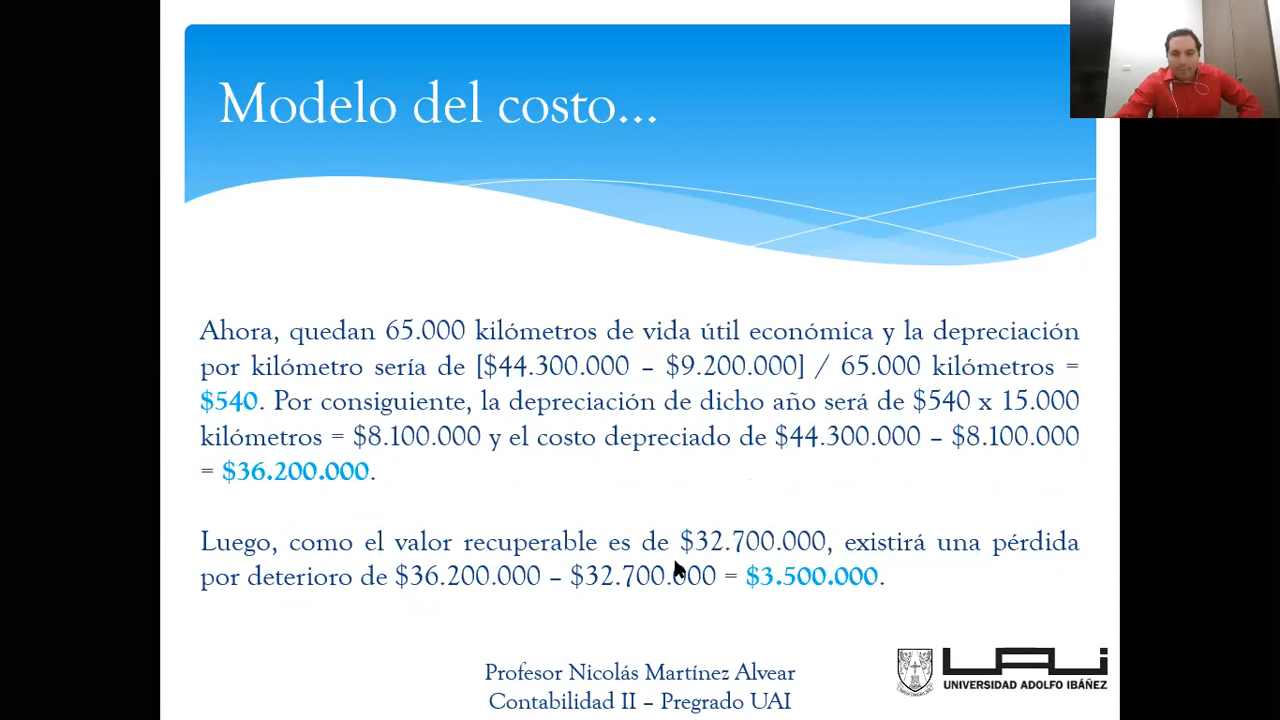 Modelo del costo...
Ahora, quedan 65.000 kilómetros de vida útil económica y la depreciación
por kilómetro sería de [$44.300.000 – $9.200.000] / 65.000 kilómetros =
$540. Por consiguiente, la depreciación de dicho año será de $540 x 15.000
kilómetros = $8.100.000 y el costo depreciado de $44.300.000 – $8.100.000
= $36.200.000.
Luego, como el valor recuperable es de $32.700.000, existirá una pérdida
por deterioro de $36.200.000 – $32.700.000 = $3.500.000.
Profesor Nicolás Martínez Alvear
Contabilidad II – Pregrado UAI
UAI
UNIVERSIDAD ADOLFO IBÁÑEZ